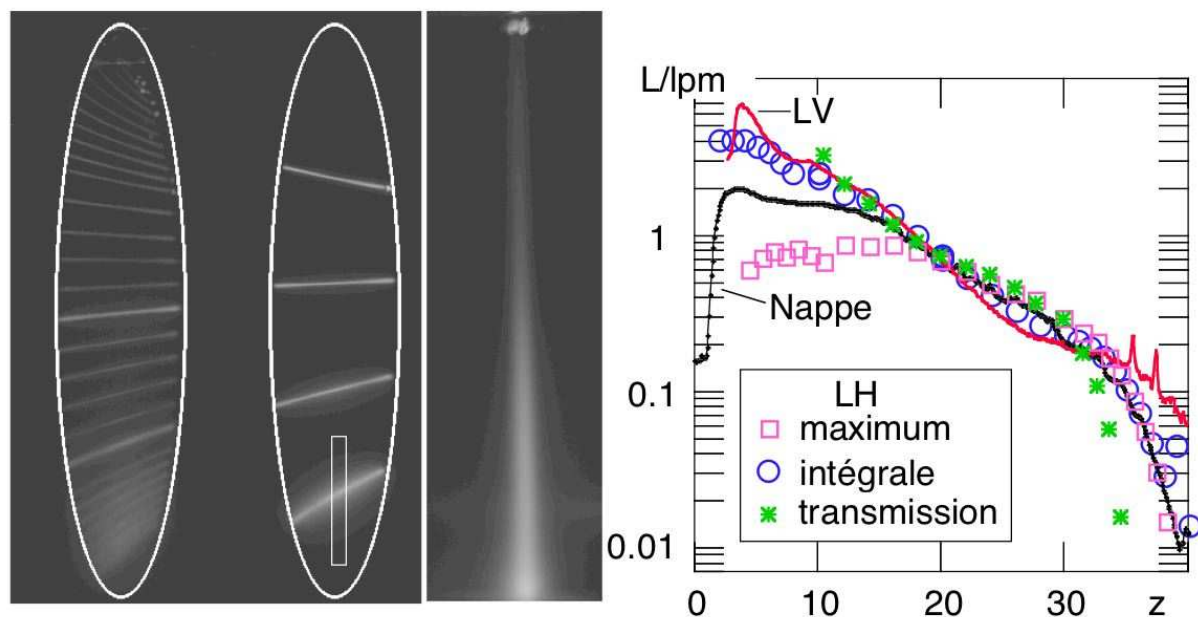 L/lpm
LV
1
Nappe
0.1
LH
maximum
intégrale
transmission
0.01
0 10 20 30 z